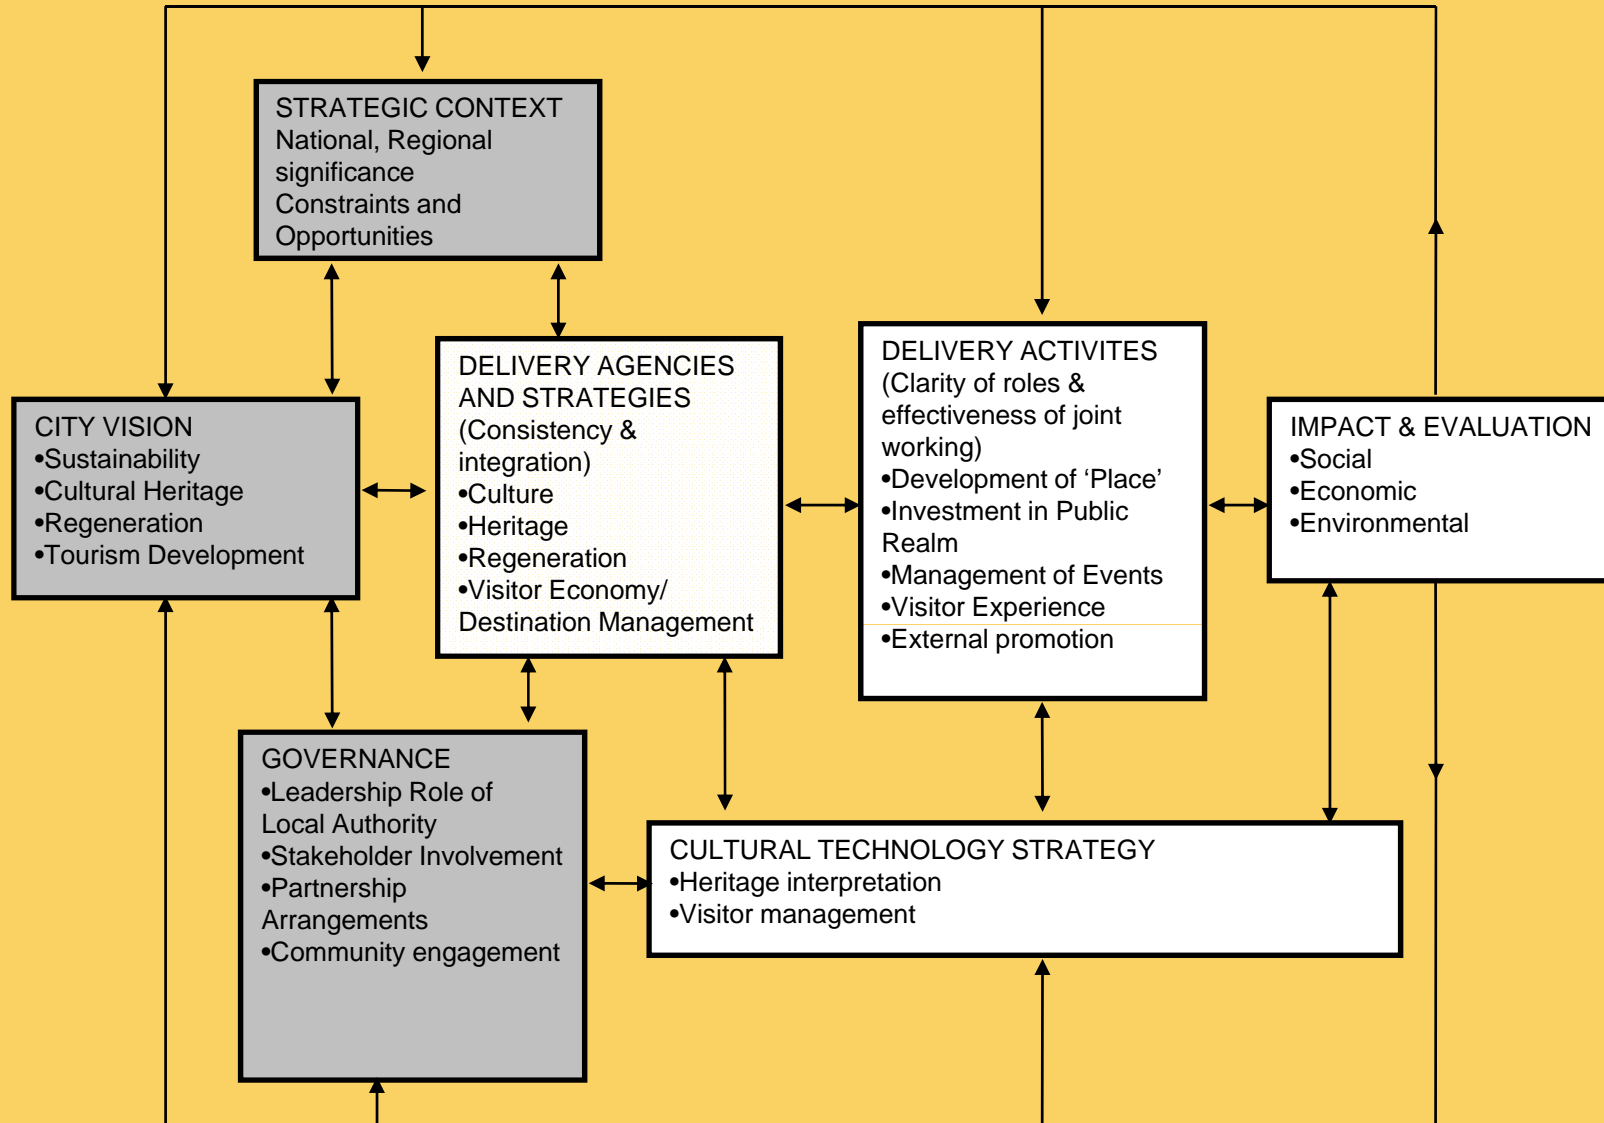 STRATEGIC CONTEXT
National, Regional
significance
Constraints and
Opportunities
CITY VISION
•Sustainability
•Cultural Heritage
•Regeneration
•Tourism Development
DELIVERY AGENCIES
AND STRATEGIES
(Consistency &
integration)
•Culture
•Heritage
•Regeneration
•Visitor Economy/
Destination Management
DELIVERY ACTIVITES
(Clarity of roles &
effectiveness of joint
working)
•Development of ‘Place’
•Investment in Public
Realm
•Management of Events
•Visitor Experience
•External promotion
IMPACT & EVALUATION
•Social
•Economic
•Environmental
GOVERNANCE
•Leadership Role of
Local Authority
•Stakeholder Involvement
•Partnership
Arrangements
•Community engagement
CULTURAL TECHNOLOGY STRATEGY
•Heritage interpretation
•Visitor management